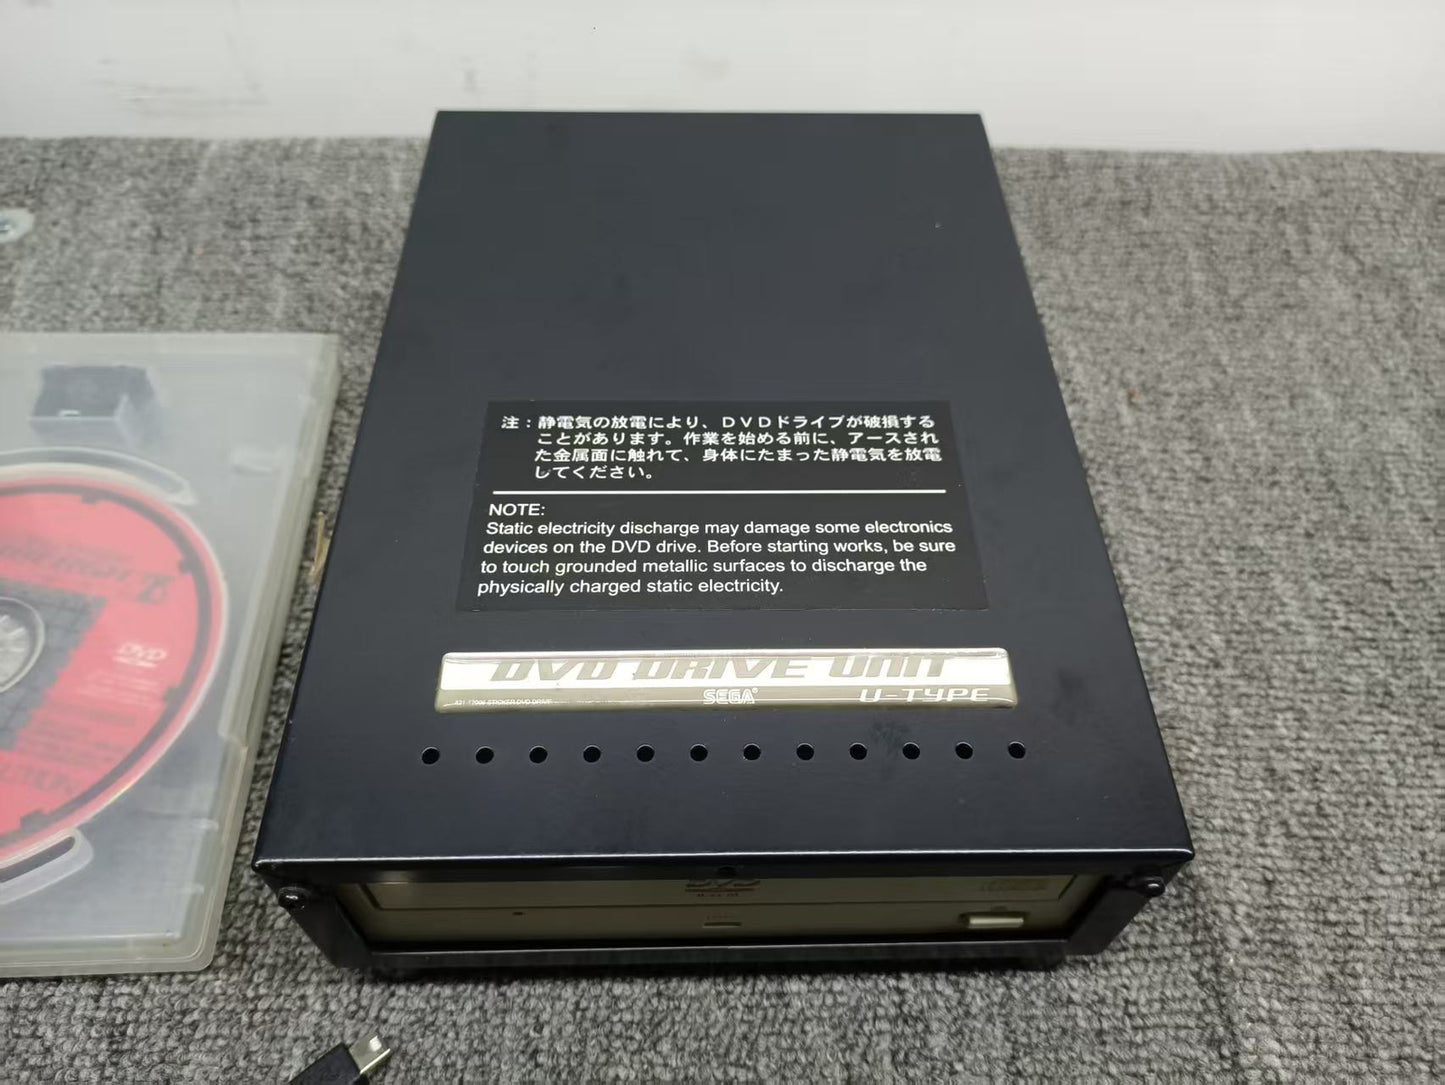 注：静電気の放電により、ＤＶＤドライブが破損する
ことがあります。作業を始める前に、アースされ
た金属面に触れて、身体にたまった静電気を放電
してください。
NOTE:
Static electricity discharge may damage some electronics
devices on the DVD drive. Before starting works, be sure
to touch grounded metallic surfaces to discharge the
physically charged static electricity.
DVD DRIVE UNIT
SEGA®
U-TYPE
STICKER DVD DRIVE
DVD